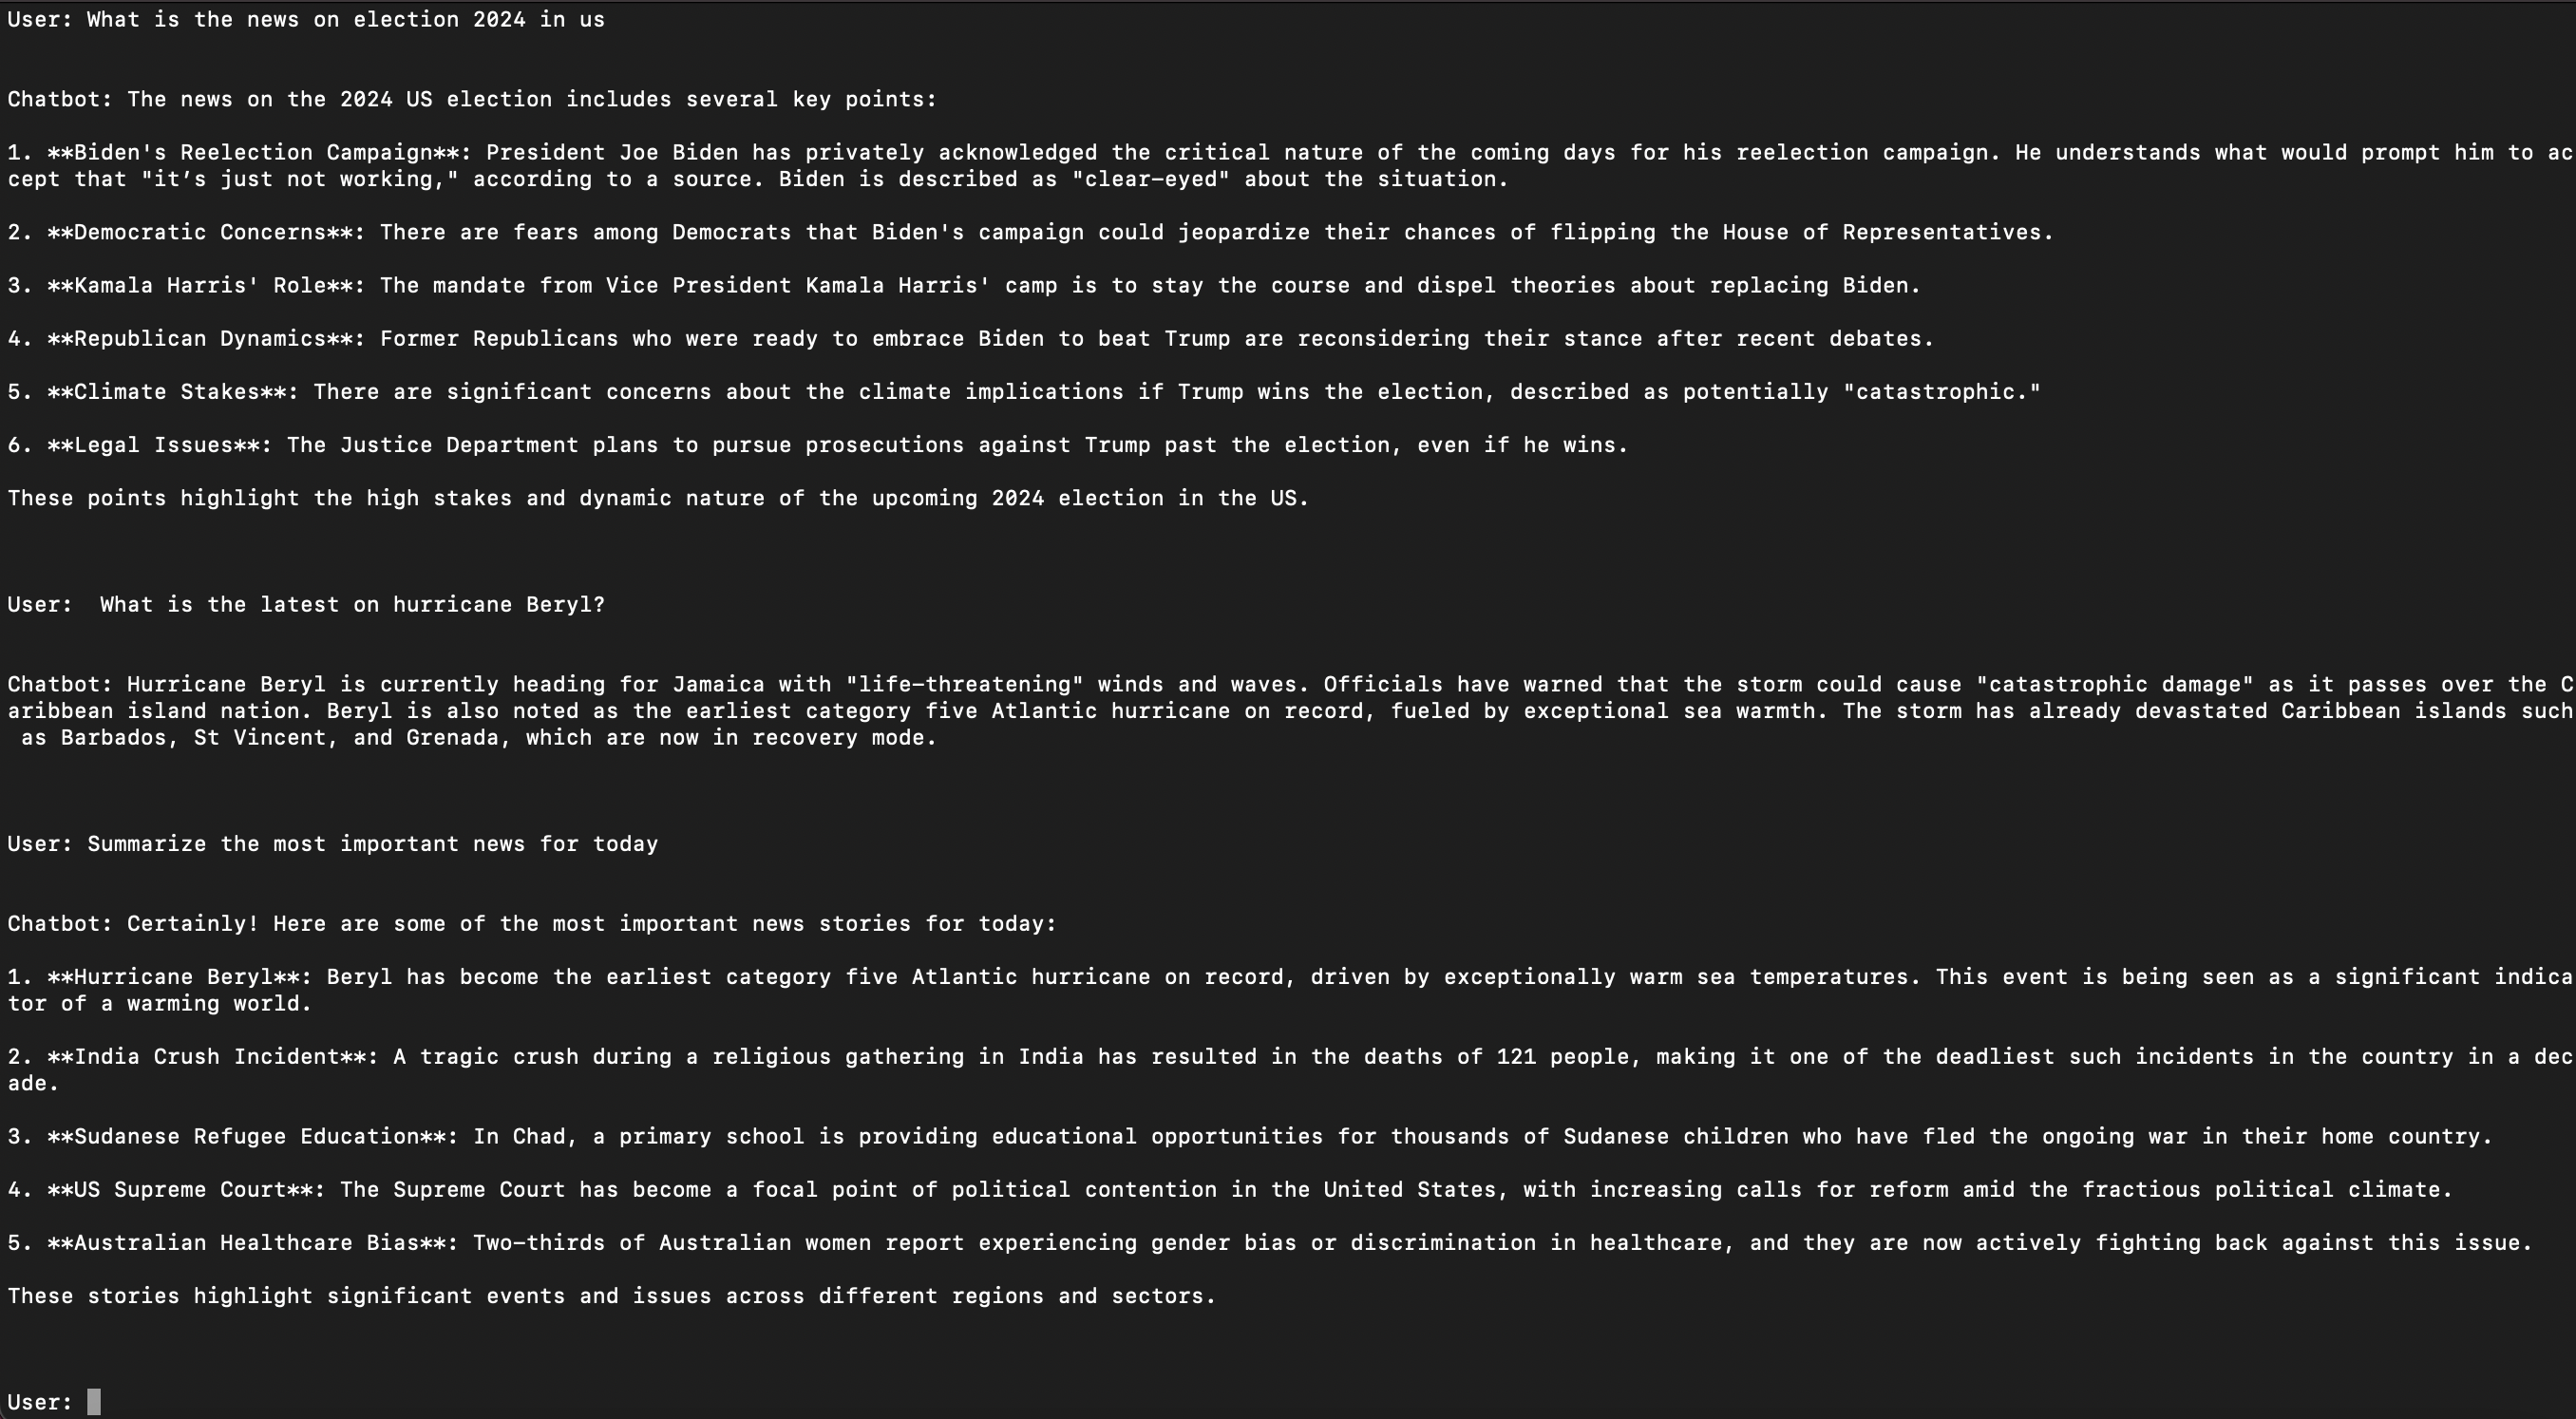 User: What is the news on election 2024 in us
Chatbot: The news on the 2024 US election includes several key points:
1. **Biden's Reelection Campaign**: President Joe Biden has privately acknowledged the critical nature of the coming days for his reelection campaign. He understands what would prompt him to ac
cept that "it’s just not working," according to a source. Biden is described as "clear-eyed" about the situation.
2. **Democratic Concerns**: There are fears among Democrats that Biden's campaign could jeopardize their chances of flipping the House of Representatives.
3. **Kamala Harris' Role**: The mandate from Vice President Kamala Harris' camp is to stay the course and dispel theories about replacing Biden.
4. **Republican Dynamics**: Former Republicans who were ready to embrace Biden to beat Trump are reconsidering their stance after recent debates.
5. **Climate Stakes**: There are significant concerns about the climate implications if Trump wins the election, described as potentially "catastrophic."
6. **Legal Issues**: The Justice Department plans to pursue prosecutions against Trump past the election, even if he wins.
These points highlight the high stakes and dynamic nature of the upcoming 2024 election in the US.
User:  What is the latest on hurricane Beryl?
Chatbot: Hurricane Beryl is currently heading for Jamaica with "life-threatening" winds and waves. Officials have warned that the storm could cause "catastrophic damage" as it passes over the C
aribbean island nation. Beryl is also noted as the earliest category five Atlantic hurricane on record, fueled by exceptional sea warmth. The storm has already devastated Caribbean islands such
as Barbados, St Vincent, and Grenada, which are now in recovery mode.
User: Summarize the most important news for today
Chatbot: Certainly! Here are some of the most important news stories for today:
1. **Hurricane Beryl**: Beryl has become the earliest category five Atlantic hurricane on record, driven by exceptionally warm sea temperatures. This event is being seen as a significant indica
tor of a warming world.
2. **India Crush Incident**: A tragic crush during a religious gathering in India has resulted in the deaths of 121 people, making it one of the deadliest such incidents in the country in a dec
ade.
3. **Sudanese Refugee Education**: In Chad, a primary school is providing educational opportunities for thousands of Sudanese children who have fled the ongoing war in their home country.
4. **US Supreme Court**: The Supreme Court has become a focal point of political contention in the United States, with increasing calls for reform amid the fractious political climate.
5. **Australian Healthcare Bias**: Two-thirds of Australian women report experiencing gender bias or discrimination in healthcare, and they are now actively fighting back against this issue.
These stories highlight significant events and issues across different regions and sectors.
User: